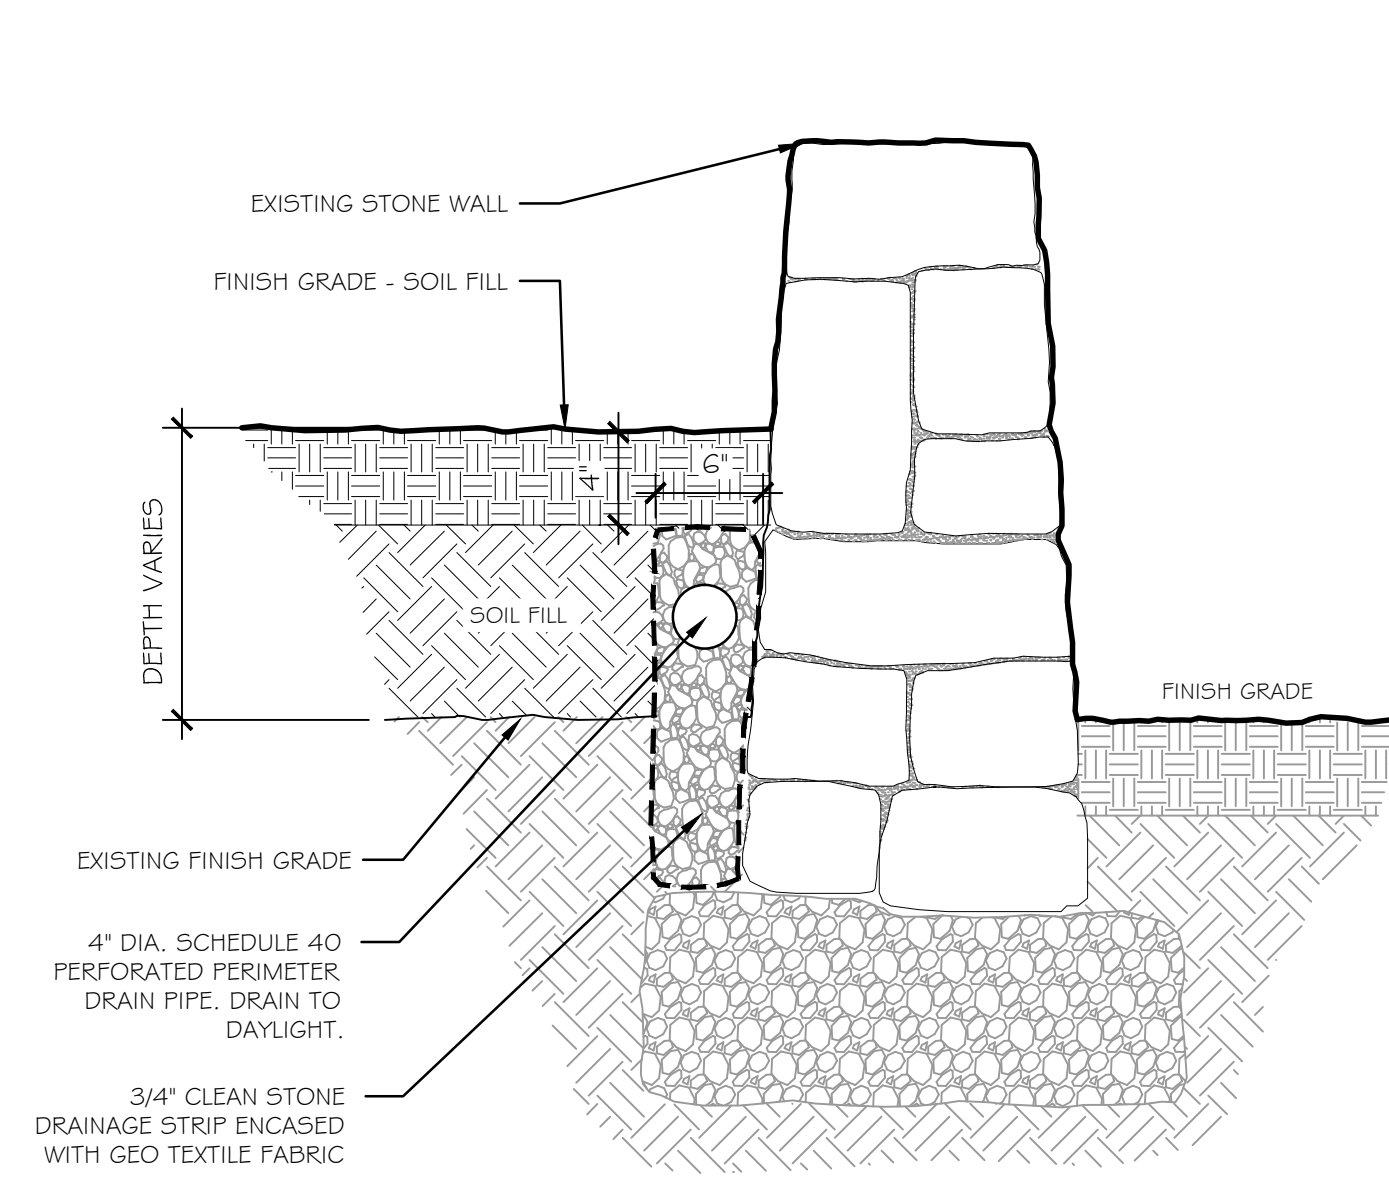 EXISTING STONE WALL
FINISH GRADE - SOIL FILL
6"
4"
DEPTH VARIES
SOIL FILL
FINISH GRADE
EXISTING FINISH GRADE
4" DIA. SCHEDULE 40
PERFORATED PERIMETER
DRAIN PIPE. DRAIN TO
DAYLIGHT.
3/4" CLEAN STONE
DRAINAGE STRIP ENCASED
WITH GEO TEXTILE FABRIC